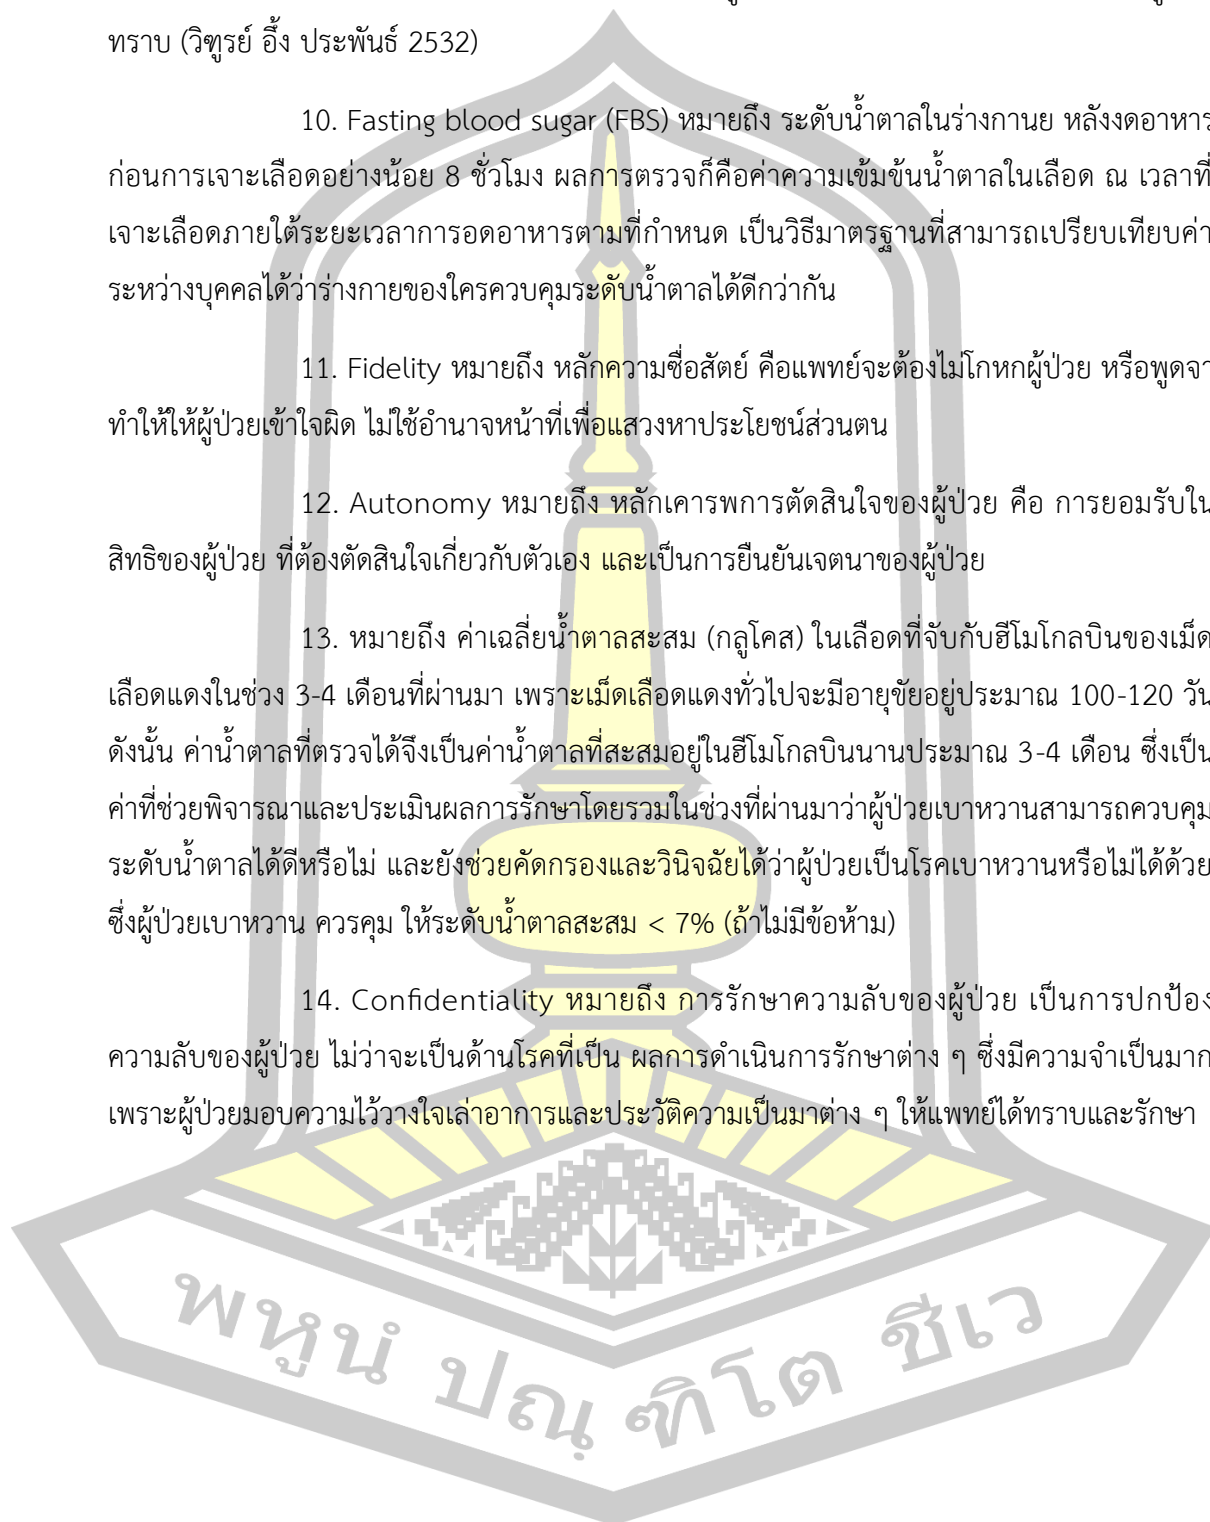 ทราบ (วิฑูรย์ อึ้ง ประพันธ์ 2532)
10. Fasting blood sugar (FBS) หมายถึง ระดับน้ำตาลในร่างกานย หลังงดอาหาร
ก่อนการเจาะเลือดอย่างน้อย 8 ชั่วโมง ผลการตรวจก็คือค่าความเข้มข้นน้ำตาลในเลือด ณ เวลาที่
เจาะเลือดภายใต้ระยะเวลาการอดอาหารตามที่กำหนด เป็นวิธีมาตรฐานที่สามารถเปรียบเทียบค่า
ระหว่างบุคคลได้ว่าร่างกายของใครควบคุมระดับน้ำตาลได้ดีกว่ากัน
11. Fidelity หมายถึง หลักความซื่อสัตย์ คือแพทย์จะต้องไม่โกหกผู้ป่วย หรือพูดจา
ทำให้ให้ผู้ป่วยเข้าใจผิด ไม่ใช้อำนาจหน้าที่เพื่อแสวงหาประโยชน์ส่วนตน
12. Autonomy หมายถึง หลักเคารพการตัดสินใจของผู้ป่วย คือ การยอมรับใน
สิทธิของผู้ป่วย ที่ต้องตัดสินใจเกี่ยวกับตัวเอง และเป็นการยืนยันเจตนาของผู้ป่วย
13. หมายถึง ค่าเฉลี่ยน้ำตาลสะสม (กลูโคส) ในเลือดที่จับกับฮีโมโกลบินของเม็ด
เลือดแดงในช่วง 3-4 เดือนที่ผ่านมา เพราะเม็ดเลือดแดงทั่วไปจะมีอายุขัยอยู่ประมาณ 100-120 วัน
ดังนั้น ค่าน้ำตาลที่ตรวจได้จึงเป็นค่าน้ำตาลที่สะสมอยู่ในฮีโมโกลบินนานประมาณ 3-4 เดือน ซึ่งเป็น
ค่าที่ช่วยพิจารณาและประเมินผลการรักษาโดยรวมในช่วงที่ผ่านมาว่าผู้ป่วยเบาหวานสามารถควบคุม
ระดับน้ำตาลได้ดีหรือไม่ และยังช่วยคัดกรองและวินิจฉัยได้ว่าผู้ป่วยเป็นโรคเบาหวานหรือไม่ได้ด้วย
ซึ่งผู้ป่วยเบาหวาน ควรคุม ให้ระดับน้ำตาลสะสม < 7% (ถ้าไม่มีข้อห้าม)
14. Confidentiality หมายถึง การรักษาความลับของผู้ป่วย เป็นการปกป้อง
ความลับของผู้ป่วย ไม่ว่าจะเป็นด้านโรคที่เป็น ผลการดำเนินการรักษาต่าง ๆ ซึ่งมีความจำเป็นมาก
เพราะผู้ป่วยมอบความไว้วางใจเล่าอาการและประวัติความเป็นมาต่าง ๆ ให้แพทย์ได้ทราบและรักษา
พหูนํ ปณฺฑิโต ชีเว